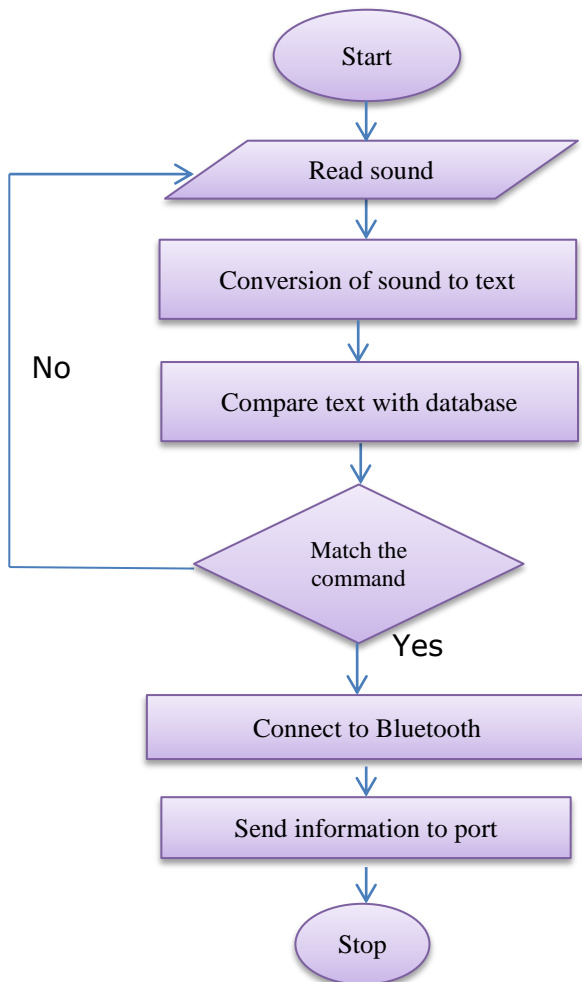 Start
Read sound
Conversion of sound to text
No
Compare text with database
Match the
command
Yes
Connect to Bluetooth
Send information to port
Stop